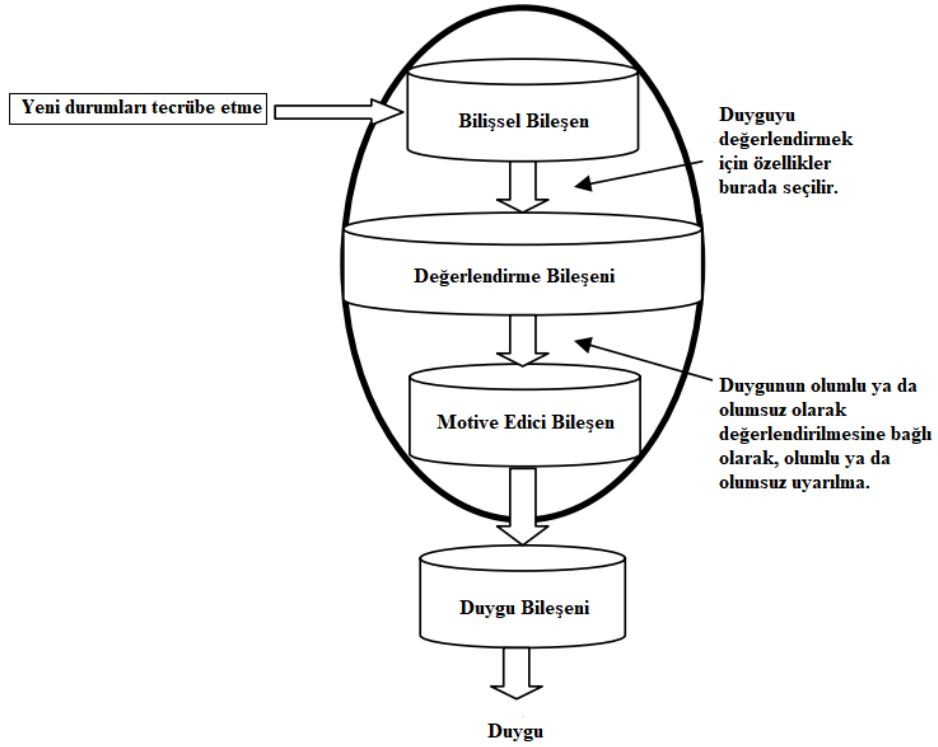 Yeni durumları tecrübe etme
Bilişsel Bileşen
Duyguyu
değerlendirmek
için özellikler
burada seçilir.
Değerlendirme Bileşeni
Motive Edici Bileşen
Duygunun olumlu ya da
olumsuz olarak
değerlendirilmesine bağlı
olarak, olumlu ya da
olumsuz uyarılma.
Duygu Bileşeni
Duygu